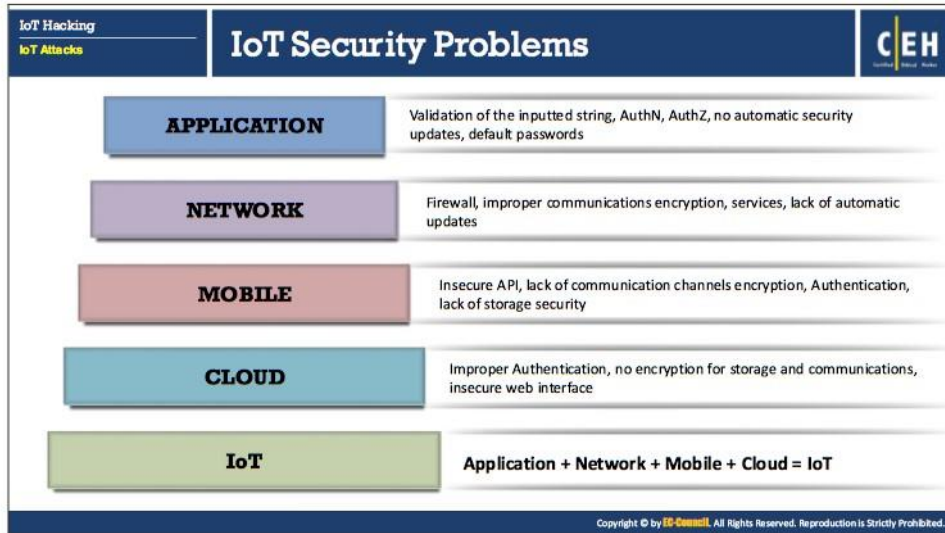 IoT Hacking
IoT Attacks
IoT Security Problems
C|EH
Certified Ethical Hacker
APPLICATION
Validation of the inputted string, AuthN, AuthZ, no automatic security
updates, default passwords
NETWORK
Firewall, improper communications encryption, services, lack of automatic
updates
MOBILE
Insecure API, lack of communication channels encryption, Authentication,
lack of storage security
CLOUD
Improper Authentication, no encryption for storage and communications,
insecure web interface
IoT
Application + Network + Mobile + Cloud = IoT
Copyright © by EC-Council. All Rights Reserved. Reproduction is Strictly Prohibited.